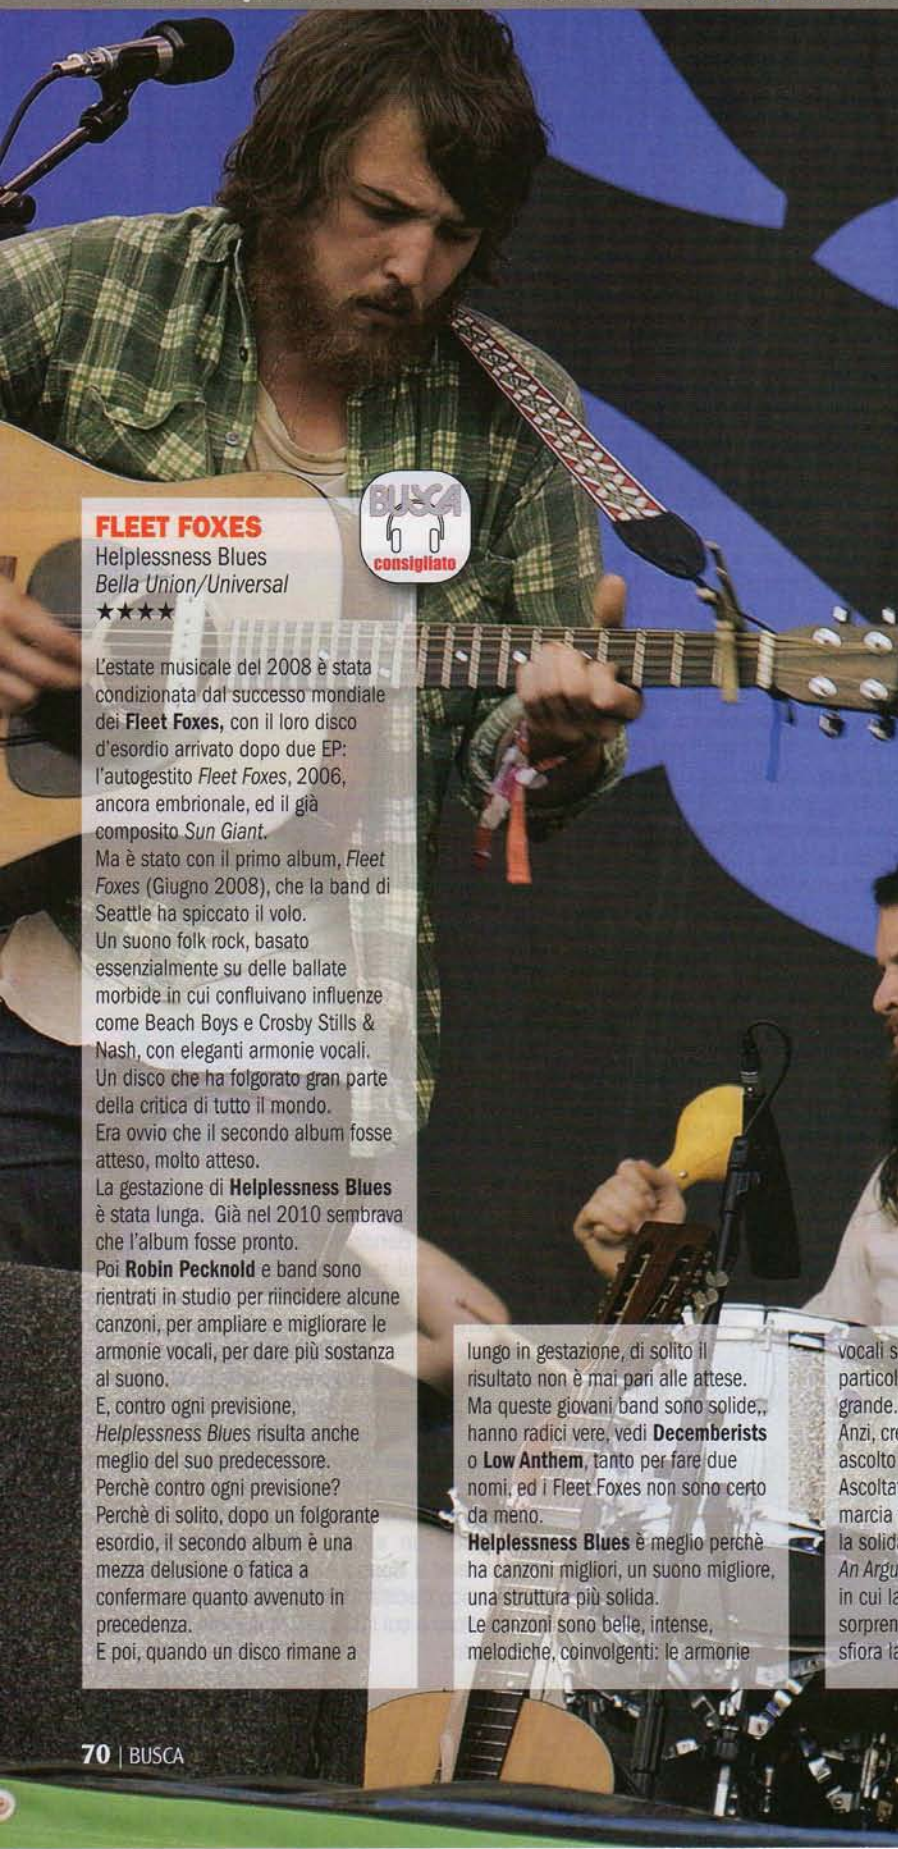 BUSCA
consigliato
FLEET FOXES
Helplessness Blues
Bella Union/Universal
★★★★
L'estate musicale del 2008 è stata
condizionata dal successo mondiale
dei Fleet Foxes, con il loro disco
d'esordio arrivato dopo due EP:
l'autogestito Fleet Foxes, 2006,
ancora embrionale, ed il già
composito Sun Giant.
Ma è stato con il primo album, Fleet
Foxes (Giugno 2008), che la band di
Seattle ha spiccato il volo.
Un suono folk rock, basato
essenzialmente su delle ballate
morbide in cui confluivano influenze
come Beach Boys e Crosby Stills &
Nash, con eleganti armonie vocali.
Un disco che ha folgorato gran parte
della critica di tutto il mondo.
Era ovvio che il secondo album fosse
atteso, molto atteso.
La gestazione di Helplessness Blues
è stata lunga. Già nel 2010 sembrava
che l'album fosse pronto.
Poi Robin Pecknold e band sono
rientrati in studio per riincidere alcune
canzoni, per ampliare e migliorare le
armonie vocali, per dare più sostanza
al suono.
E, contro ogni previsione,
Helplessness Blues risulta anche
meglio del suo predecessore.
Perchè contro ogni previsione?
Perchè di solito, dopo un folgorante
esordio, il secondo album è una
mezza delusione o fatica a
confermare quanto avvenuto in
precedenza.
E poi, quando un disco rimane a
lungo in gestazione, di solito il
risultato non è mai pari alle attese.
Ma queste giovani band sono solide,,
hanno radici vere, vedi Decemberists
o Low Anthem, tanto per fare due
nomi, ed i Fleet Foxes non sono certo
da meno.
Helplessness Blues è meglio perchè
ha canzoni migliori, un suono migliore,
una struttura più solida.
Le canzoni sono belle, intense,
melodiche, coinvolgenti: le armonie
vocali s
particol
grande.
Anzi, cre
ascolto
Ascolta
marcia
la solid
An Argu
in cui la
sorpren
sfiora la
70 | BUSCA